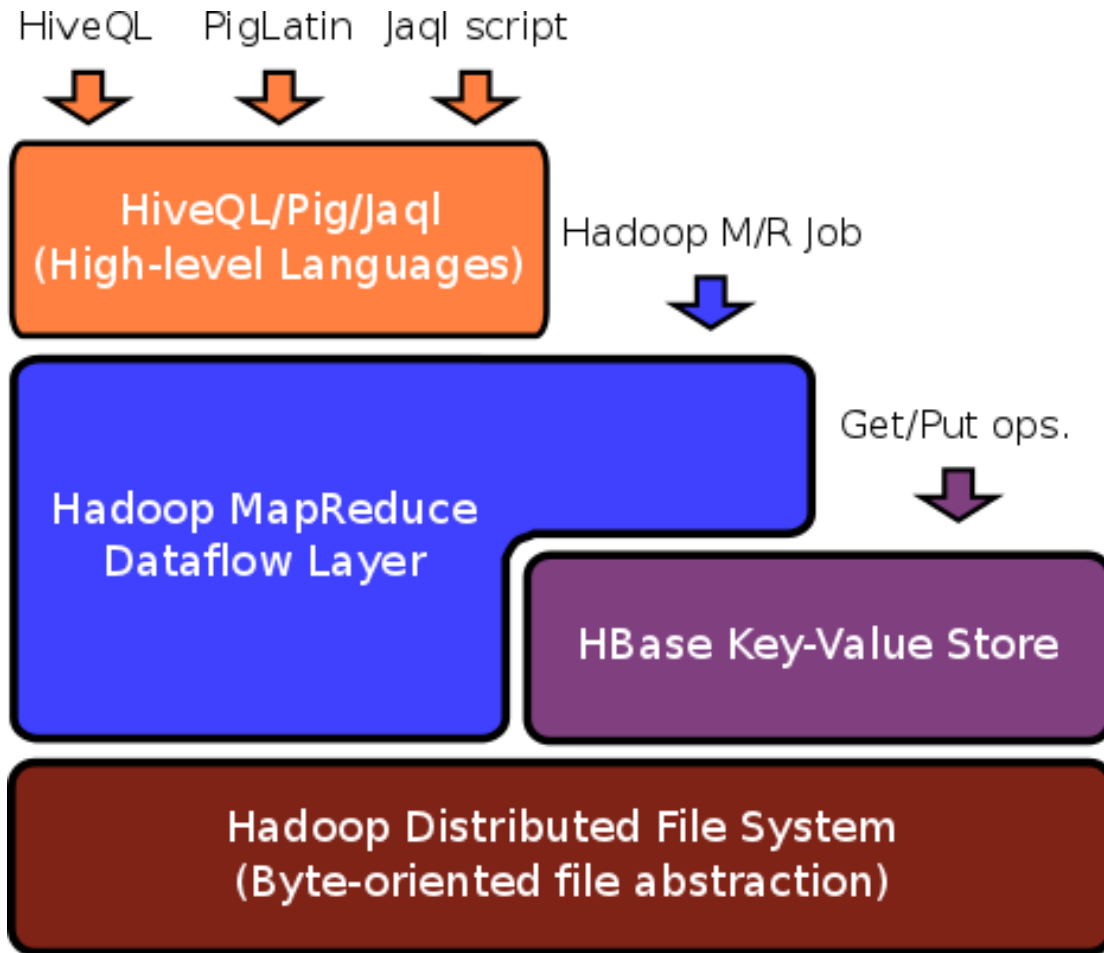 HiveQL PigLatin Jaql script
HiveQL/Pig/Jaql
(High-level Languages)
Hadoop M/R Job
Get/Put ops.
Hadoop MapReduce
Dataflow Layer
HBase Key-Value Store
Hadoop Distributed File System
(Byte-oriented file abstraction)